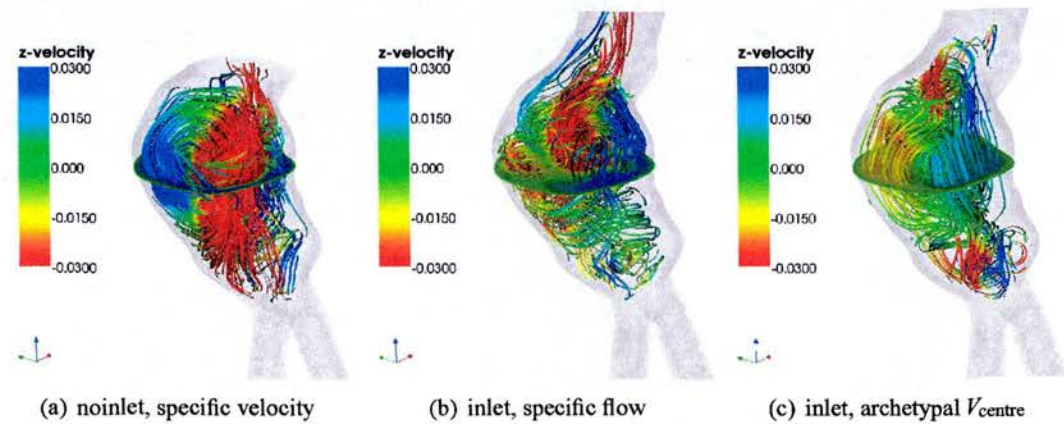 z-velocity
0.0300
0.0150
0.000
-0.0150
-0.0300
z-velocity
0.0300
0.0150
0.000
-0.0150
-0.0300
z-velocity
0.0300
0.0150
0.000
-0.0150
-0.0300
(a) noinlet, specific velocity
(b) inlet, specific flow
(c) inlet, archetypal Vcentre